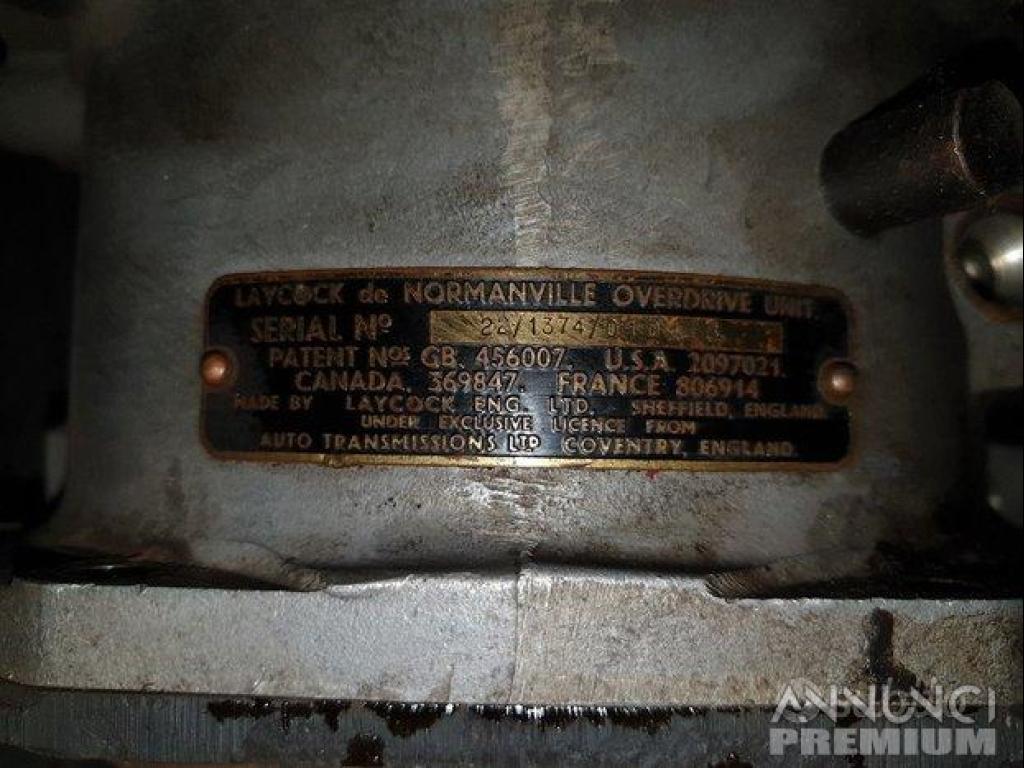 LAYCOCK de NORMANVILLE OVERDRIVE UNIT.
SERIAL Nº
PATENT Nos GB. 456007. U.S.A. 2097021.
CANADA. 369847. FRANCE 806914
MADE BY LAYCOCK ENG. LTD. SHEFFIELD, ENGLAND.
UNDER EXCLUSIVE LICENCE FROM
AUTO TRANSMISSIONS LTD COVENTRY, ENGLAND.
ANNUNCI
PREMIUM